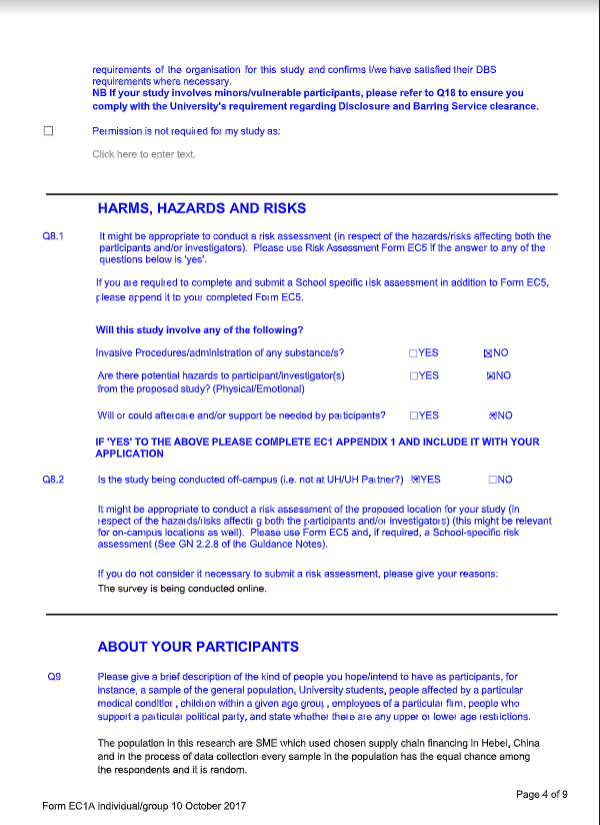 requirements of the organisation for this study and confirms I/we have satisfied their DBS
requirements where necessary.
NB If your study involves minors/vulnerable participants, please refer to Q18 to ensure you
comply with the University's requirement regarding Disclosure and Barring Service clearance.
☐ Permission is not required for my study as:
Click here to enter text.
HARMS, HAZARDS AND RISKS
Q8.1 It might be appropriate to conduct a risk assessment (in respect of the hazards/risks affecting both the
participants and/or investigators). Please use Risk Assessment Form EC5 if the answer to any of the
questions below is 'yes'.
If you are required to complete and submit a School specific risk assessment in addition to Form EC5,
please append it to your completed Form EC5.
Will this study involve any of the following?
Invasive Procedures/administration of any substance/s? ☐YES ☒NO
Are there potential hazards to participant/investigator(s) ☐YES ☒NO
from the proposed study? (Physical/Emotional)
Will or could aftercare and/or support be needed by participants? ☐YES ☒NO
IF 'YES' TO THE ABOVE PLEASE COMPLETE EC1 APPENDIX 1 AND INCLUDE IT WITH YOUR
APPLICATION
Q8.2 Is the study being conducted off-campus (i.e. not at UH/UH Partner?) ☒YES ☐NO
It might be appropriate to conduct a risk assessment of the proposed location for your study (in
respect of the hazards/risks affecting both the participants and/or investigators) (this might be relevant
for on-campus locations as well). Please use Form EC5 and, if required, a School-specific risk
assessment (See GN 2.2.8 of the Guidance Notes).
If you do not consider it necessary to submit a risk assessment, please give your reasons:
The survey is being conducted online.
ABOUT YOUR PARTICIPANTS
Q9 Please give a brief description of the kind of people you hope/intend to have as participants, for
instance, a sample of the general population, University students, people affected by a particular
medical condition, children within a given age group, employees of a particular firm, people who
support a particular political party, and state whether there are any upper or lower age restrictions.
The population in this research are SME which used chosen supply chain financing in Hebei, China
and in the process of data collection every sample in the population has the equal chance among
the respondents and it is random.
Page 4 of 9
Form EC1A individual/group 10 October 2017